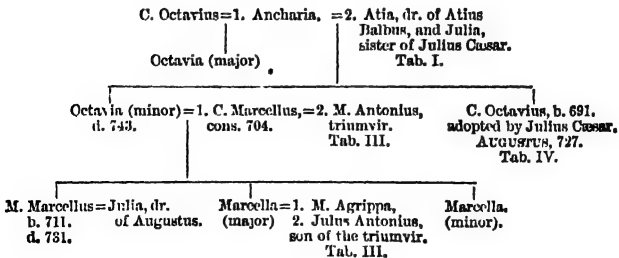 C. Octavius=1. Ancharia. =2. Atia, dr. of Atius
Balbus, and Julia,
sister of Julius Cæsar.
Tab. I.
Octavia (major)
Octavia (minor)=1. C. Marcellus,=2. M. Antonius,
d. 743. cons. 704. triumvir.
Tab. III.
C. Octavius, b. 691.
adopted by Julius Cæsar.
AUGUSTUS, 727.
Tab. IV.
M. Marcellus=Julia, dr.
b. 711. of Augustus.
d. 731.
Marcella=1. M. Agrippa,
(major) 2. Julus Antonius,
son of the triumvir.
Tab. III.
Marcella.
(minor).